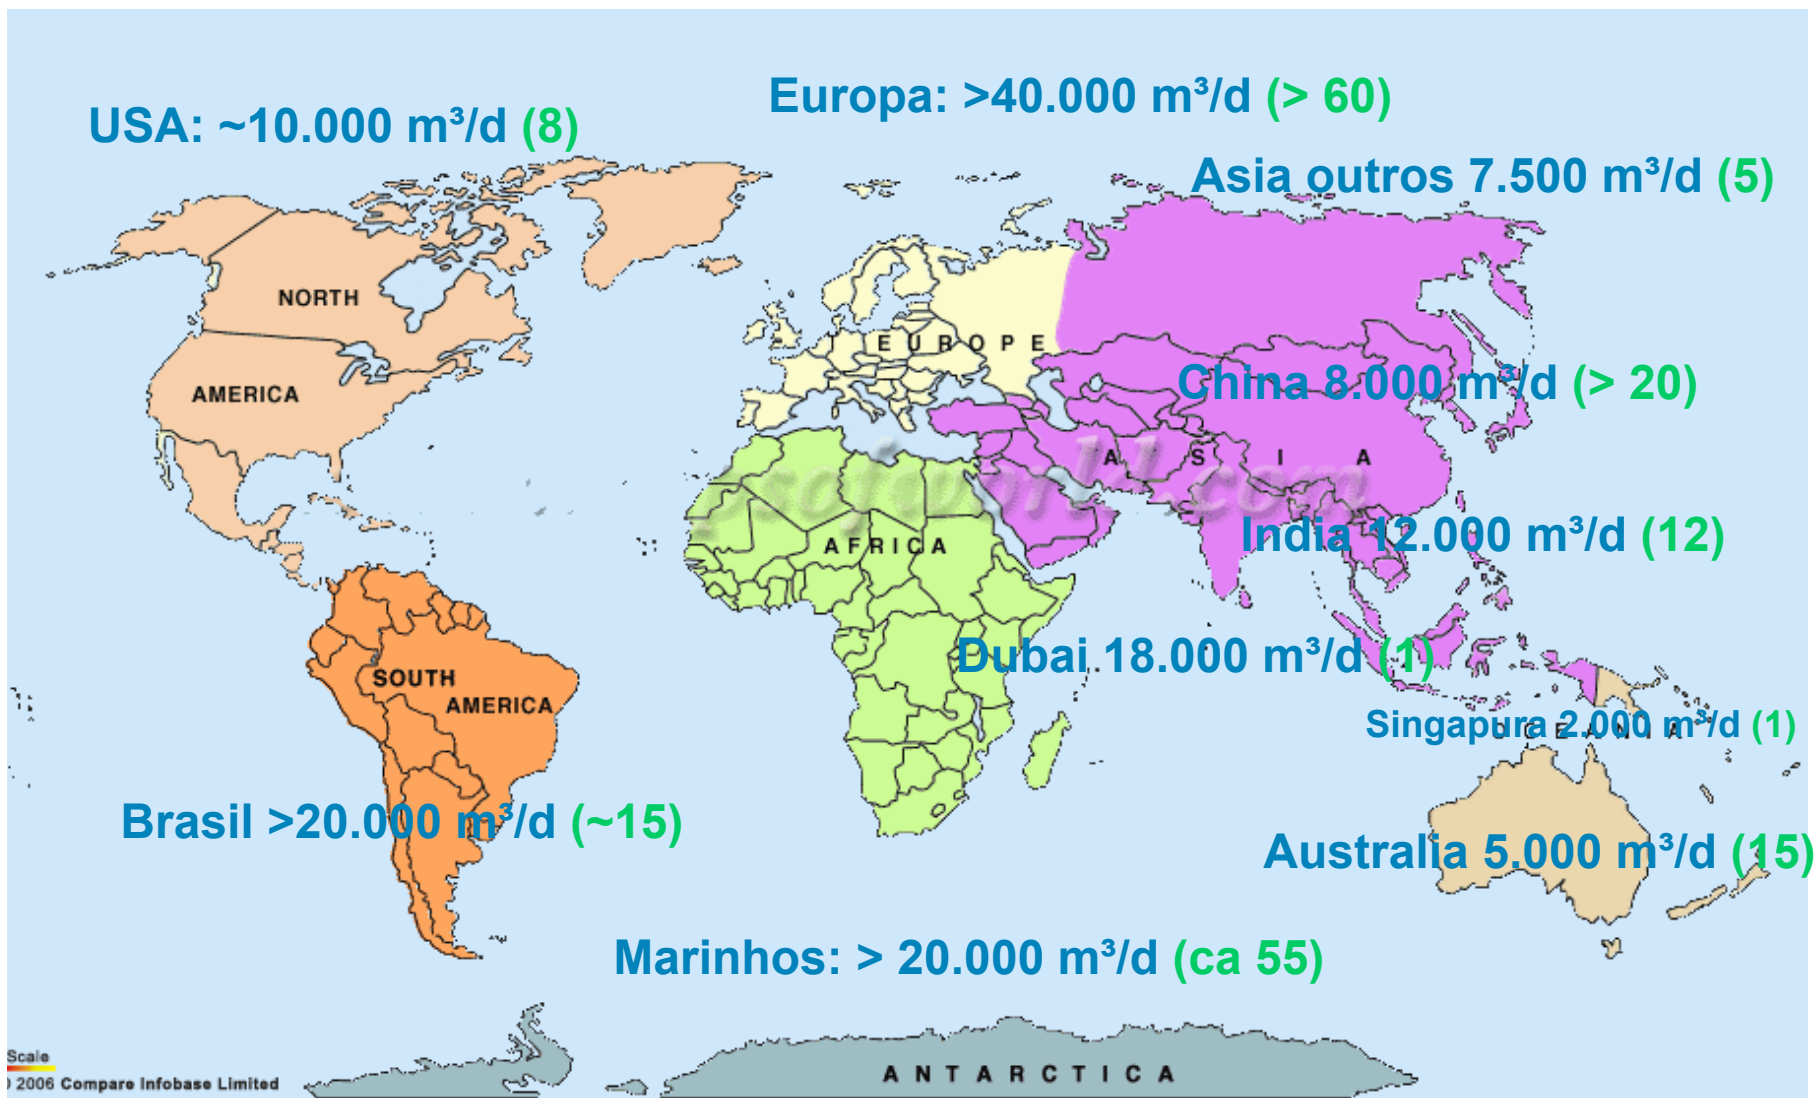 Europa: >40.000 m³/d (> 60)
USA: ~10.000 m³/d (8)
Asia outros 7.500 m³/d (5)
NORTH
EUROPE
China 8.000 m³/d (> 20)
AMERICA
ASIA
India 12.000 m³/d (12)
AFRICA
Dubai 18.000 m³/d (1)
SOUTH
AMERICA
Singapura 2.000 m³/d (1)
OCEANIA
Brasil >20.000 m³/d (~15)
Australia 5.000 m³/d (15)
Marinhos: > 20.000 m³/d (ca 55)
Scale
2006 Compare Infobase Limited
ANTARCTICA